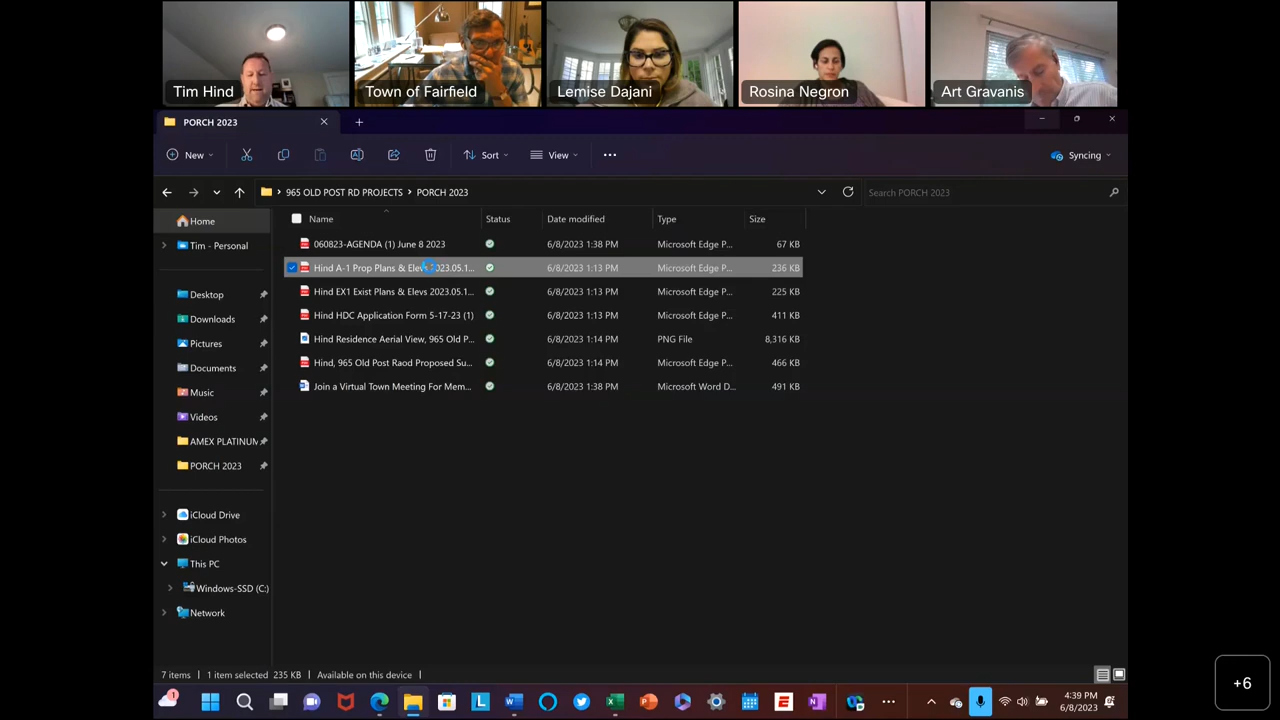 Tim Hind
Town of Fairfield
Lemise Dajani
Rosina Negron
Art Gravanis
PORCH 2023
New
Sort
View
Syncing
965 OLD POST RD PROJECTS > PORCH 2023
Search PORCH 2023
Name Status Date modified Type Size
Home
Tim - Personal
Desktop
Downloads
Pictures
Documents
Music
Videos
AMEX PLATINUM
PORCH 2023
iCloud Drive
iCloud Photos
This PC
Windows-SSD (C:)
Network
060823-AGENDA (1) June 8 2023 6/8/2023 1:38 PM Microsoft Edge P... 67 KB
Hind A-1 Prop Plans & Elev 2023.05.1... 6/8/2023 1:13 PM Microsoft Edge P... 236 KB
Hind EX1 Exist Plans & Elevs 2023.05.1... 6/8/2023 1:13 PM Microsoft Edge P... 225 KB
Hind HDC Application Form 5-17-23 (1) 6/8/2023 1:13 PM Microsoft Edge P... 411 KB
Hind Residence Aerial View, 965 Old P... 6/8/2023 1:14 PM PNG File 8,316 KB
Hind, 965 Old Post Raod Proposed Su... 6/8/2023 1:14 PM Microsoft Edge P... 466 KB
Join a Virtual Town Meeting For Mem... 6/8/2023 1:38 PM Microsoft Word D... 491 KB
7 items 1 item selected 235 KB Available on this device
+6
1
4:39 PM
6/8/2023